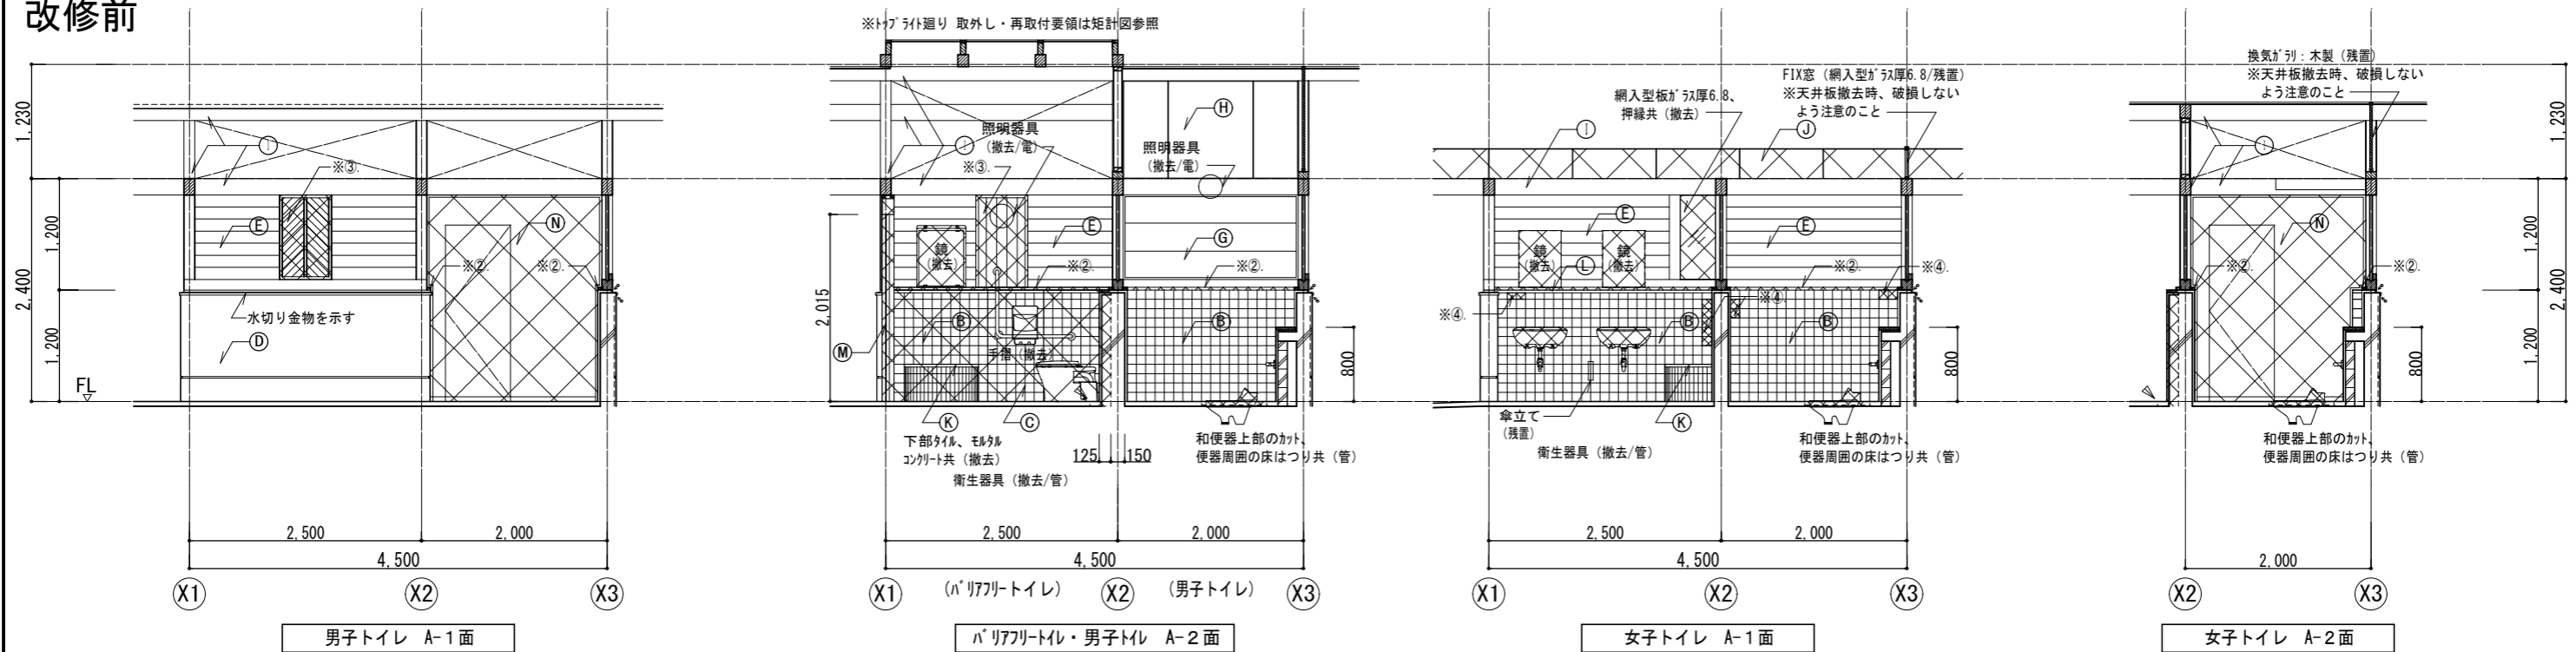 改修前
※ﾄｯﾌﾟﾗｲﾄ廻り 取外し・再取付要領は矩計図参照
1,230
1,200
2,400
1,200
FL
Ⓘ
※③.
Ⓔ
Ⓝ
※②.
※②.
水切り金物を示す
Ⓓ
2,500
2,000
4,500
X1
X2
X3
男子トイレ A-1面
Ⓗ
Ⓘ
照明器具
(撤去/電)
※③.
照明器具
(撤去/電)
Ⓔ
Ⓖ
鏡
(撤去)
※②.
※②.
2,015
Ⓑ
Ⓑ
Ⓜ
手摺(撤去)
800
Ⓚ
Ⓒ
下部ﾀｲﾙ、ﾓﾙﾀﾙ
ｺﾝｸﾘｰﾄ共(撤去)
125
150
和便器上部のｶｯﾄ、
便器周囲の床はつり共(管)
衛生器具(撤去/管)
2,500
2,000
4,500
X1
(ﾊﾞﾘｱﾌﾘｰトイレ)
X2
(男子トイレ)
X3
ﾊﾞﾘｱﾌﾘｰﾄｲﾚ・男子ﾄｲﾚ A-2面
FIX窓(網入型ｶﾞﾗｽ厚6.8/残置)
※天井板撤去時、破損しない
よう注意のこと
網入型板ｶﾞﾗｽ厚6.8、
押縁共(撤去)
Ⓘ
Ⓙ
Ⓔ
Ⓔ
鏡
(撤去)
鏡
(撤去)
Ⓛ
※②.
※④.
※④.
※④.
Ⓑ
Ⓑ
800
傘立て
(残置)
Ⓚ
衛生器具(撤去/管)
和便器上部のｶｯﾄ、
便器周囲の床はつり共(管)
2,500
2,000
4,500
X1
X2
X3
女子トイレ A-1面
換気ｶﾞﾗﾘ:木製(残置)
※天井板撤去時、破損しない
よう注意のこと
Ⓘ
Ⓝ
※②.
※②.
800
1,230
1,200
2,400
1,200
和便器上部のｶｯﾄ、
便器周囲の床はつり共(管)
2,000
X2
X3
女子トイレ A-2面